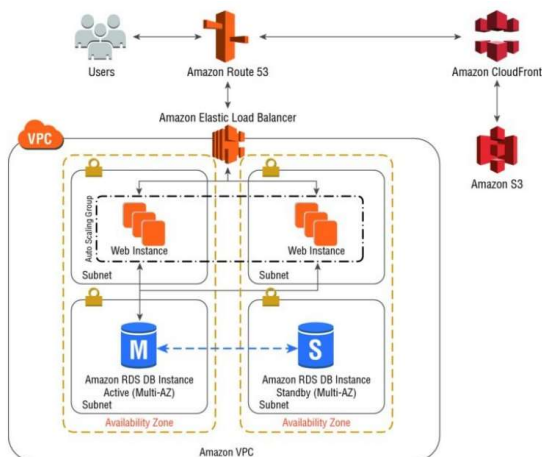 Users
Amazon Route 53
Amazon CloudFront
Amazon Elastic Load Balancer
VPC
Amazon S3
Auto Scaling Group
Web Instance
Web Instance
Subnet
Subnet
M
S
Amazon RDS DB Instance
Active (Multi-AZ)
Amazon RDS DB Instance
Standby (Multi-AZ)
Subnet
Subnet
Availability Zone
Availability Zone
Amazon VPC